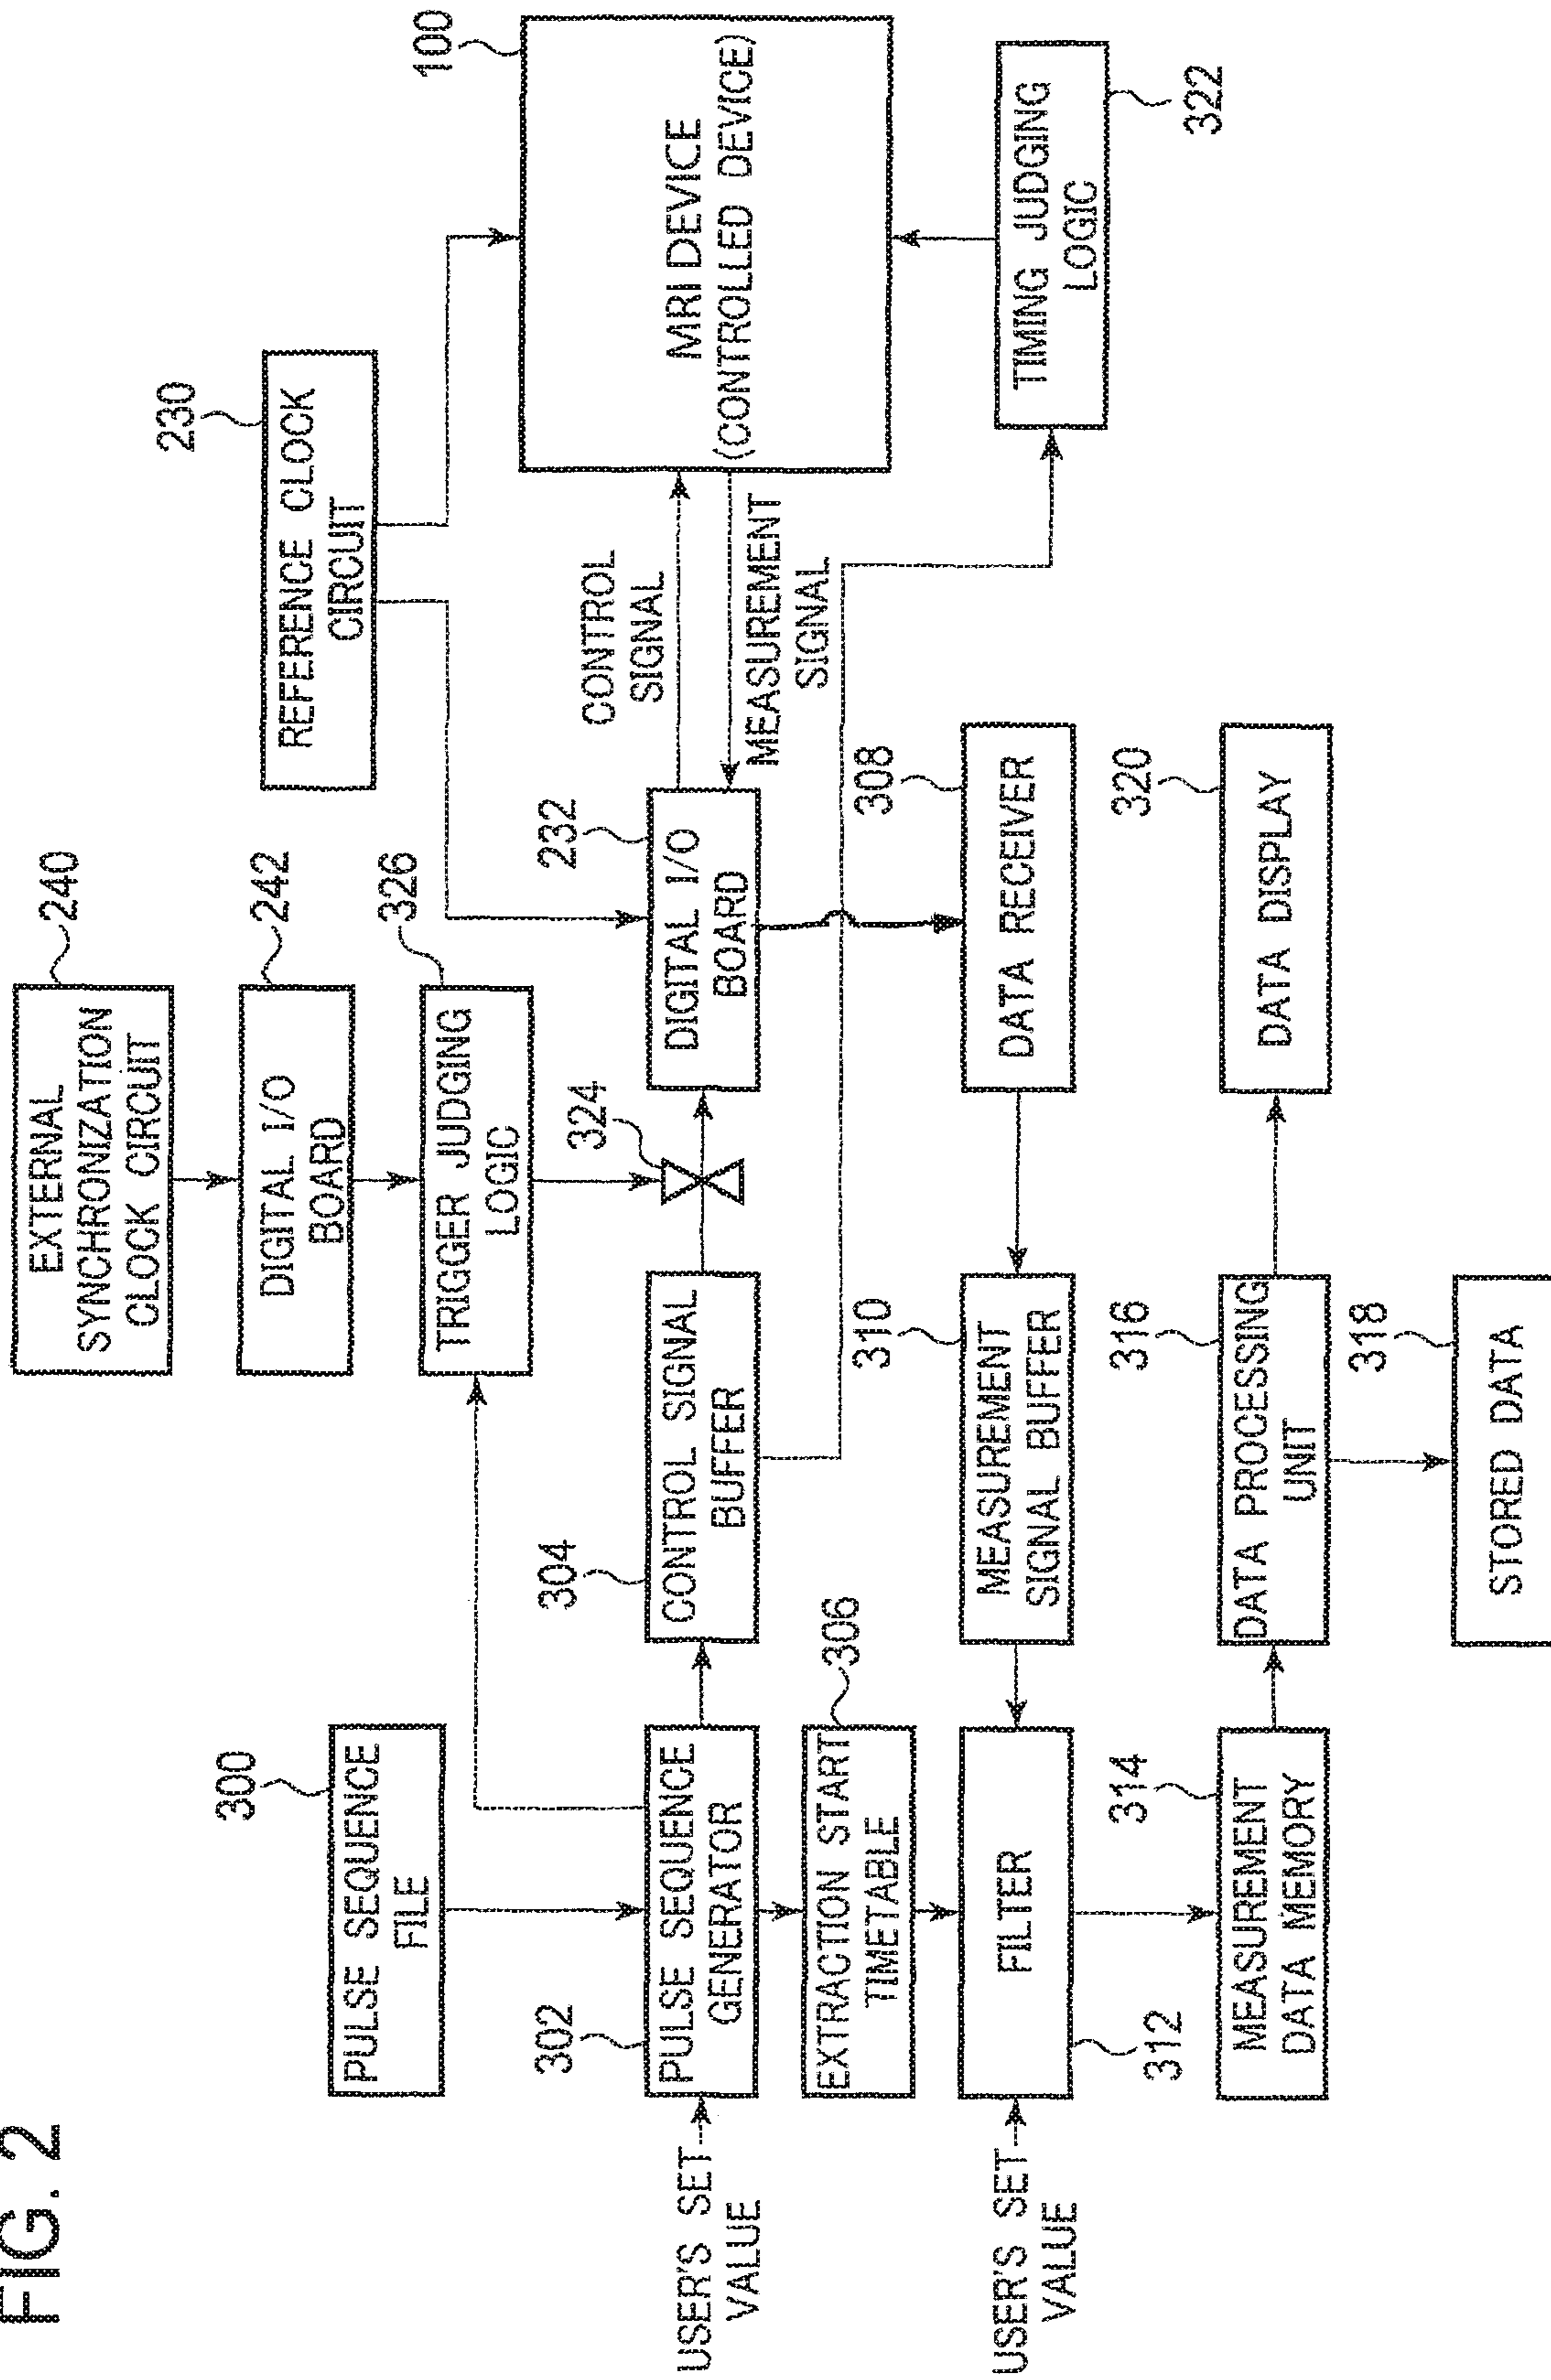 FIG. 2
EXTERNAL
SYNCHRONIZATION
CLOCK CIRCUIT
240
DIGITAL I/O
BOARD
242
230
REFERENCE CLOCK
CIRCUIT
300
PULSE SEQUENCE
FILE
TRIGGER JUDGING
LOGIC
326
100
MRI DEVICE
(CONTROLLED DEVICE)
USER'S SET
VALUE
302
PULSE SEQUENCE
GENERATOR
304
CONTROL SIGNAL
BUFFER
324
232
DIGITAL I/O
BOARD
CONTROL
SIGNAL
MEASUREMENT
SIGNAL
EXTRACTION START
TIMETABLE
306
USER'S SET
VALUE
FILTER
312
310
MEASUREMENT
SIGNAL BUFFER
308
DATA RECEIVER
TIMING JUDGING
LOGIC
322
314
MEASUREMENT
DATA MEMORY
316
DATA PROCESSING
UNIT
320
DATA DISPLAY
318
STORED DATA